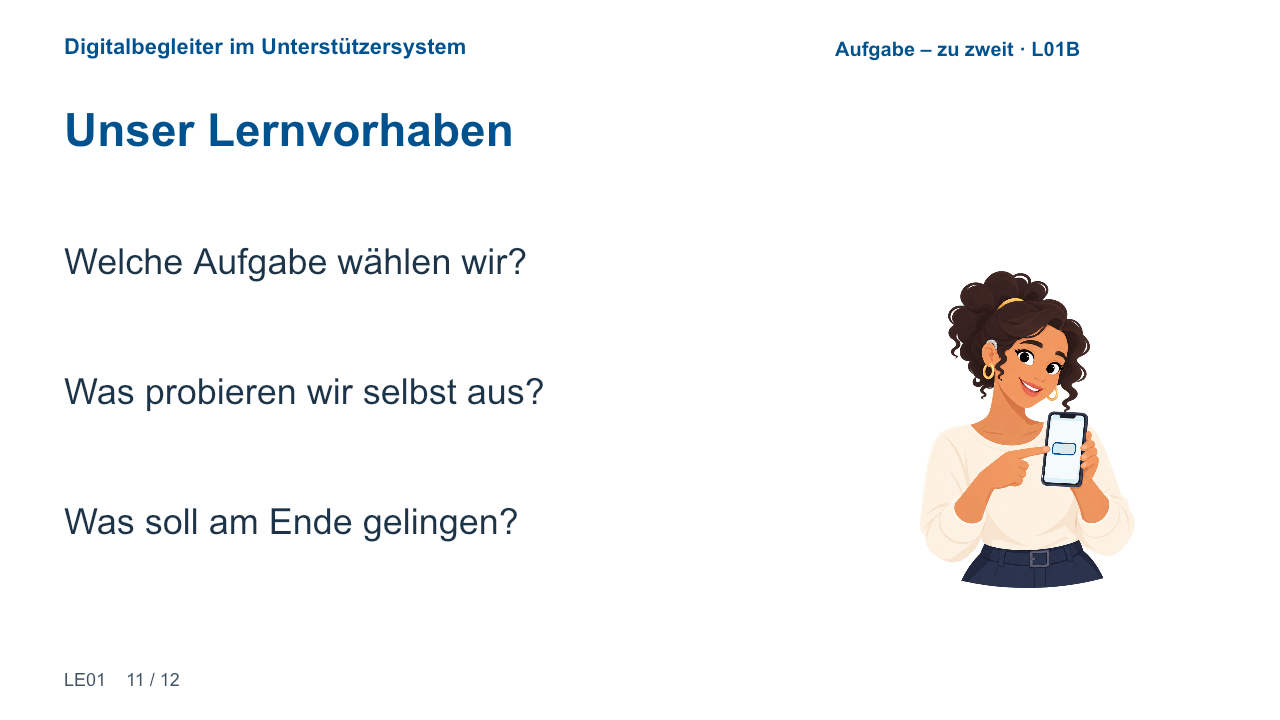 Digitalbegleiter im Unterstützersystem
Aufgabe – zu zweit · L01B
Unser Lernvorhaben
Welche Aufgabe wählen wir?
Was probieren wir selbst aus?
Was soll am Ende gelingen?
LE01 11 / 12